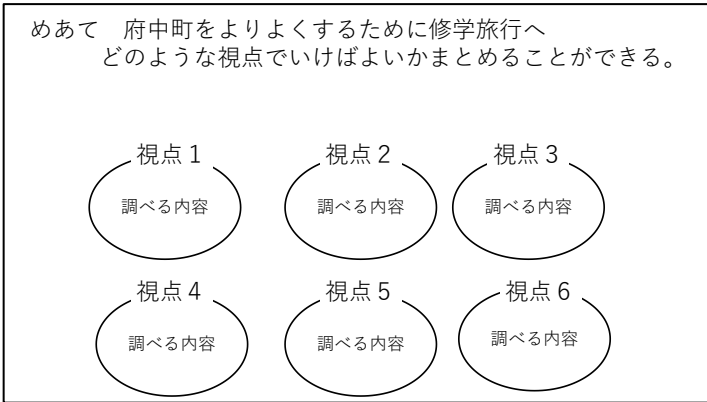 めあて　府中町をよりよくするために修学旅行へ
どのような視点でいけばよいかまとめることができる。
視点１
視点２
視点３
調べる内容
調べる内容
調べる内容
視点４
視点５
視点６
調べる内容
調べる内容
調べる内容